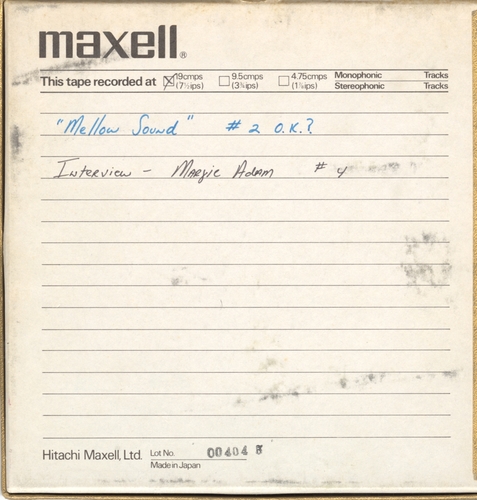 maxell®
This tape recorded at ☒ 19cmps ☐ 9.5cmps ☐ 4.75cmps Monophonic Tracks
(7½ips) (3¾ips) (1⅞ips) Stereophonic Tracks
"Mellow Sound" # 2 O.K.?
Interview - Margie Adam # 4
Hitachi Maxell, Ltd. Lot No. 00404
Made in Japan